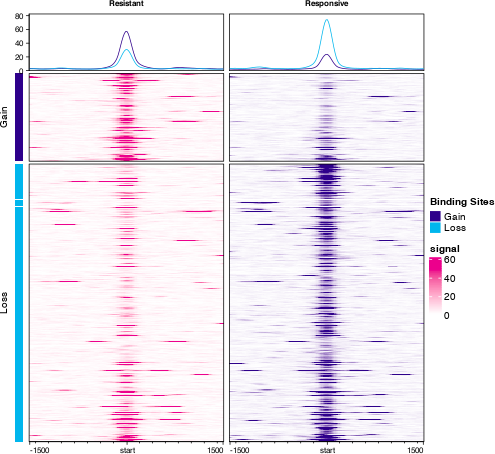 Resistant
Responsive
80
60
40
20
0
Gain
Loss
Binding Sites
Gain
Loss
signal
60
40
20
0
-1500
start
1500
-1500
start
1500